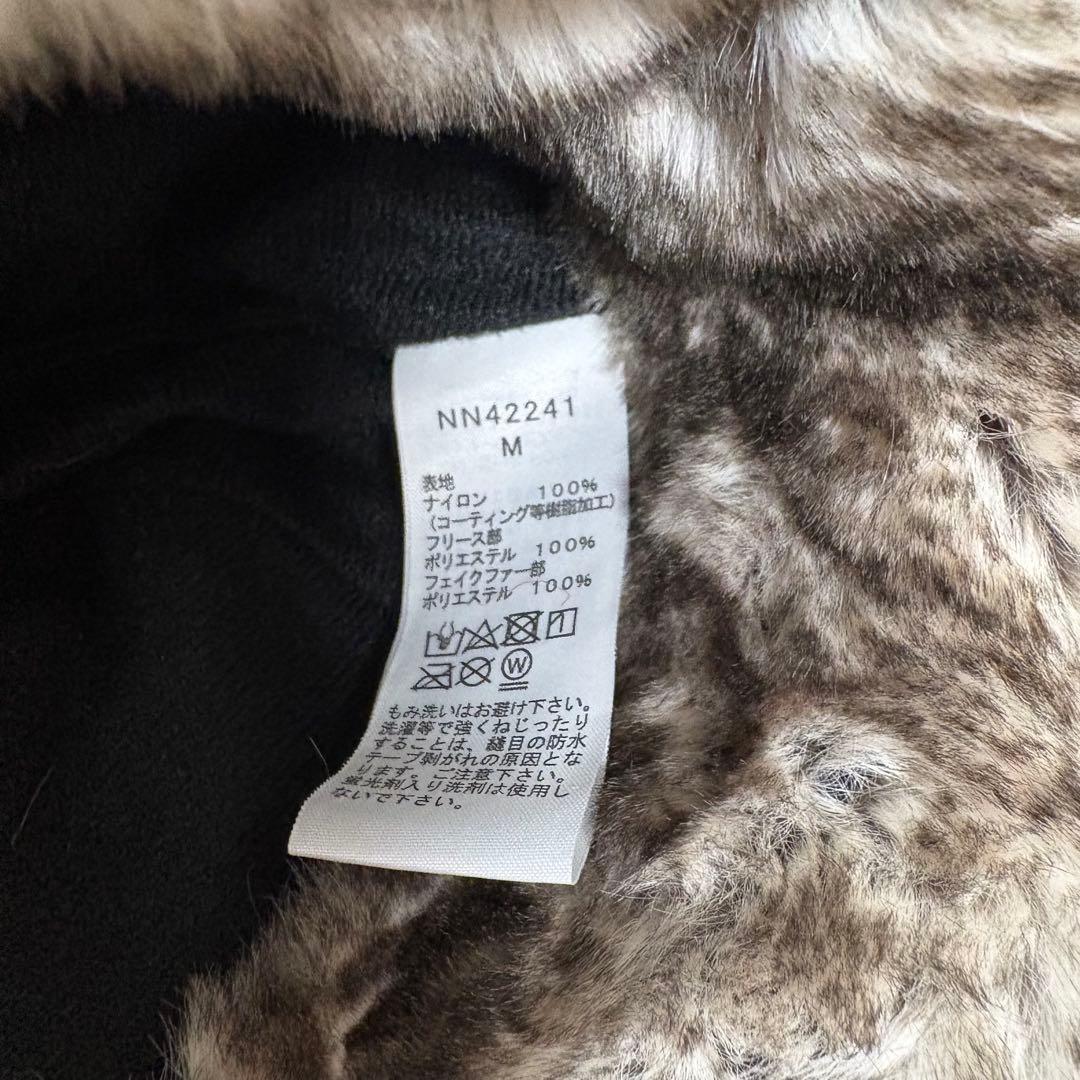 NN42241
M
表地
ナイロン 100%
(コーティング等樹脂加工)
フリース部
ポリエステル 100%
フェイクファー部
ポリエステル 100%
W
もみ洗いはお避け下さい。
洗濯等で強くねじったり
することは、縫目の防水
テープ剥がれの原因とな
ります。ご注意下さい。
蛍光剤入り洗剤は使用し
ないで下さい。